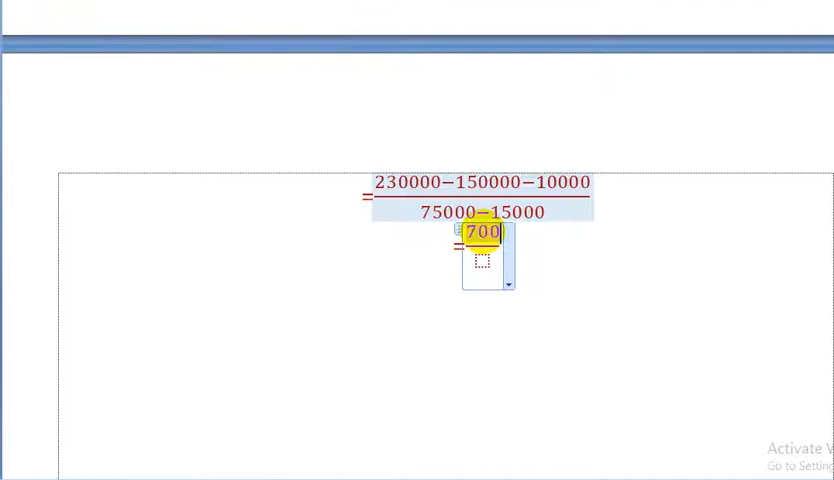 =
230000−150000−10000
75000−15000
=
700
Activate
Go to Settin